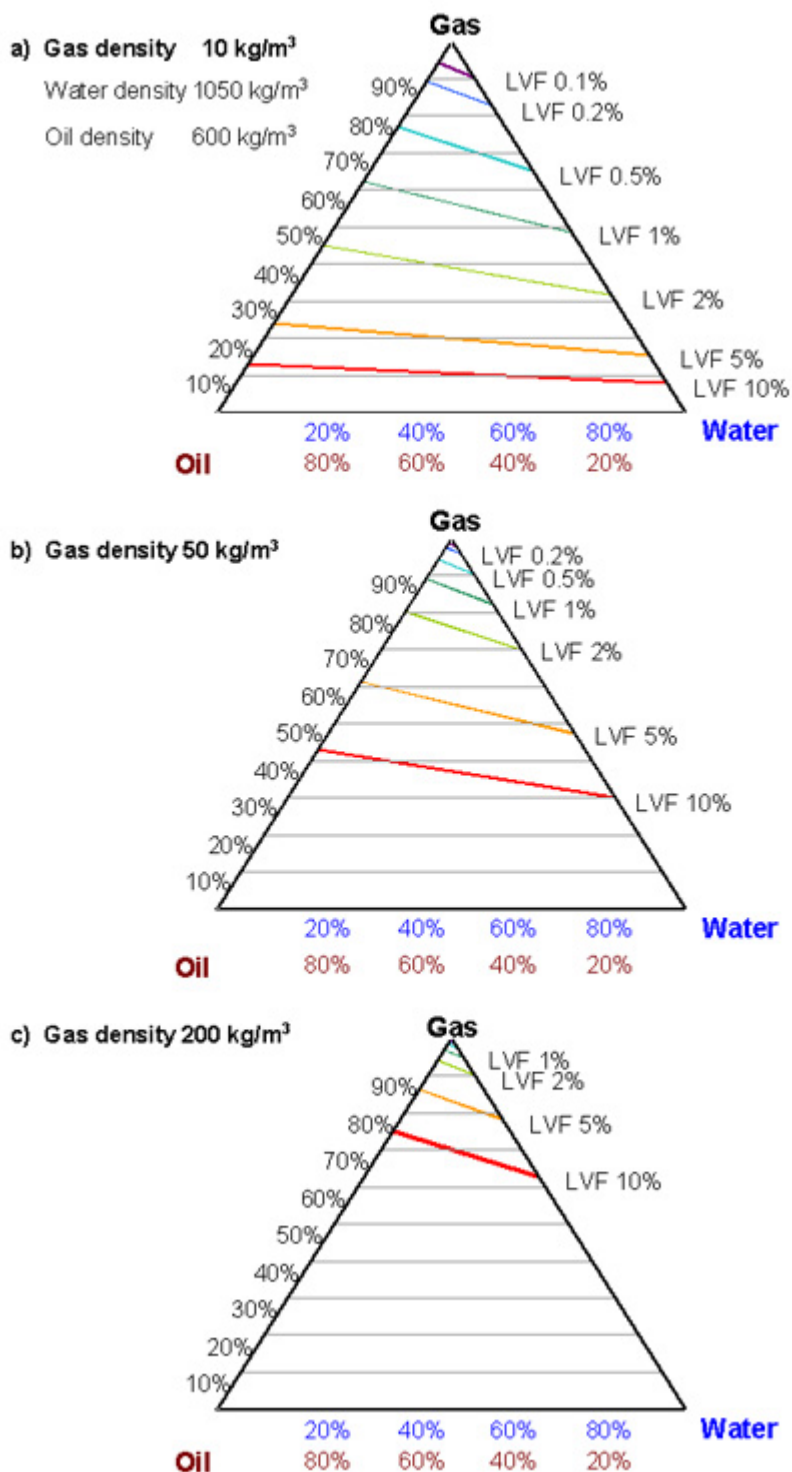 Gas
a) Gas density 10 kg/m³
Water density 1050 kg/m³
Oil density 600 kg/m³
90%
80%
70%
60%
50%
40%
30%
20%
10%
LVF 0.1%
LVF 0.2%
LVF 0.5%
LVF 1%
LVF 2%
LVF 5%
LVF 10%
20% 40% 60% 80% Water
Oil 80% 60% 40% 20%
Gas
b) Gas density 50 kg/m³
90%
80%
70%
60%
50%
40%
30%
20%
10%
LVF 0.2%
LVF 0.5%
LVF 1%
LVF 2%
LVF 5%
LVF 10%
20% 40% 60% 80% Water
Oil 80% 60% 40% 20%
Gas
c) Gas density 200 kg/m³
90%
80%
70%
60%
50%
40%
30%
20%
10%
LVF 1%
LVF 2%
LVF 5%
LVF 10%
20% 40% 60% 80% Water
Oil 80% 60% 40% 20%